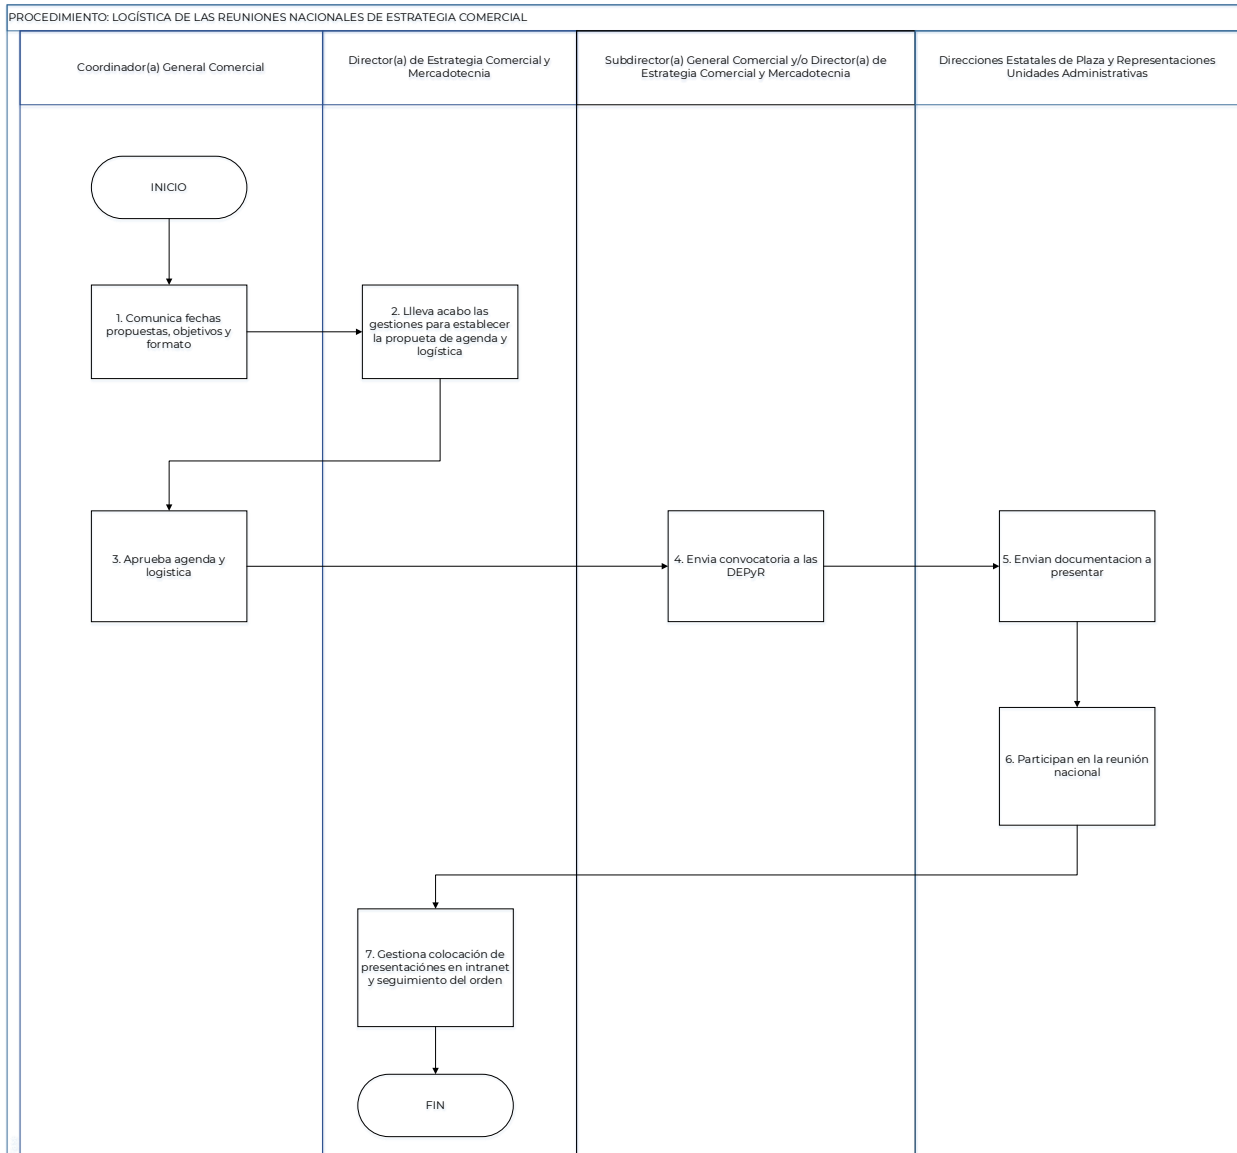 PROCEDIMIENTO: LOGÍSTICA DE LAS REUNIONES NACIONALES DE ESTRATEGIA COMERCIAL
Coordinador(a) General Comercial
Director(a) de Estrategia Comercial y
Mercadotecnia
Subdirector(a) General Comercial y/o Director(a) de
Estrategia Comercial y Mercadotecnia
Direcciones Estatales de Plaza y Representaciones
Unidades Administrativas
INICIO
1. Comunica fechas
propuestas, objetivos y
formato
2. Llleva acabo las
gestiones para establecer
la propueta de agenda y
logística
3. Aprueba agenda y
logistica
4. Envia convocatoria a las
DEPyR
5. Envian documentacion a
presentar
6. Participan en la reunión
nacional
7. Gestiona colocación de
presentaciónes en intranet
y seguimiento del orden
FIN